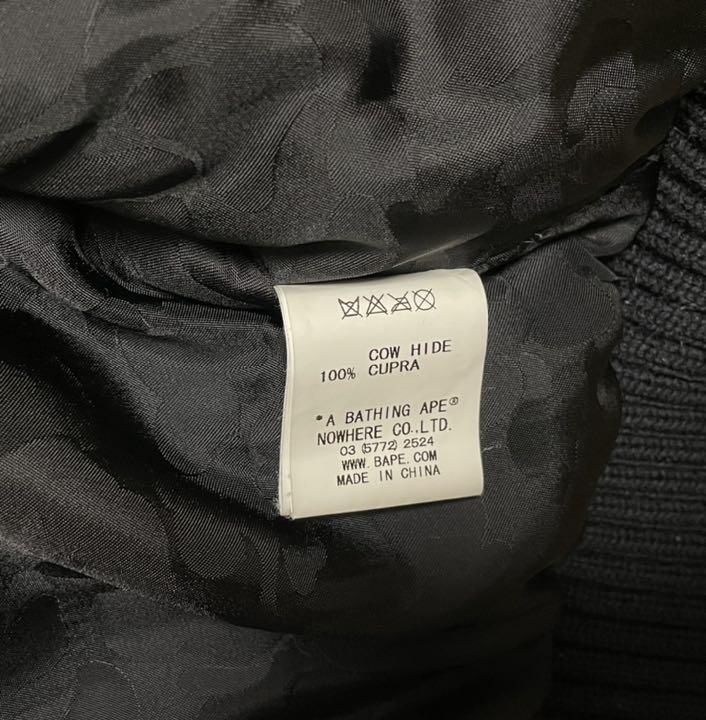 COW HIDE
100% CUPRA
*A BATHING APE®
NOWHERE CO.,LTD.
03 (5772) 2524
WWW.BAPE.COM
MADE IN CHINA